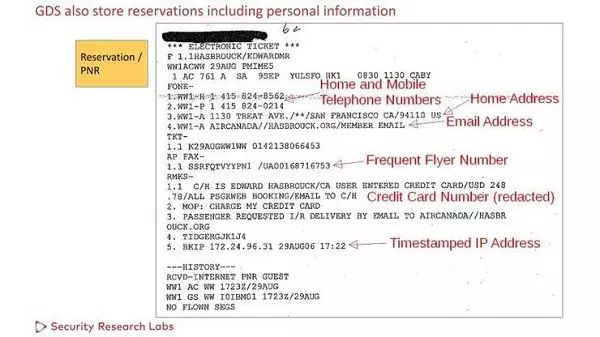 GDS also store reservations including personal information
62
Reservation /
PNR
*** ELECTRONIC TICKET ***
F 1.1HASBROUCK/EDWARDMR
WW1ACWW 29AUG PMIME5
1 AC 761 A  SA  9SEP  YULSFO HK1  0830 1130 CABY
FONE-
1.WW1-H 1 415 824-8562
Home and Mobile
2.WW1-P 1 415 824-0214
Telephone Numbers
3.WW1-A 1130 TREAT AVE./**/SAN FRANCISCO CA/94110 US
Home Address
4.WW1-A AIRCANADA//HASBROUCK.ORG/MEMBER EMAIL
Email Address
TKT-
1.1 K29AUGWW1WW 0142138066453
AP FAX-
1.1 SSRFQTVYYPN1 /UA00168716753
Frequent Flyer Number
RMKS-
1.1  C/H IS EDWARD HASBROUCK/CA USER ENTERED CREDIT CARD/USD 248
.78/ALL PSGRWEB BOOKING/EMAIL TO C/H
Credit Card Number (redacted)
2. MOP: CHARGE MY CREDIT CARD
3. PASSENGER REQUESTED I/R DELIVERY BY EMAIL TO AIRCANADA//HASBR
OUCK.ORG
4. TIDGERGJK1J4
5. BKIP 172.24.96.31 29AUG06 17:22
Timestamped IP Address
---HISTORY---
RCVD-INTERNET PNR GUEST
WW1 AC WW 1723Z/29AUG
WW1 GS WW IOIBM01 1723Z/29AUG
NO FLOWN SEGS
Security Research Labs